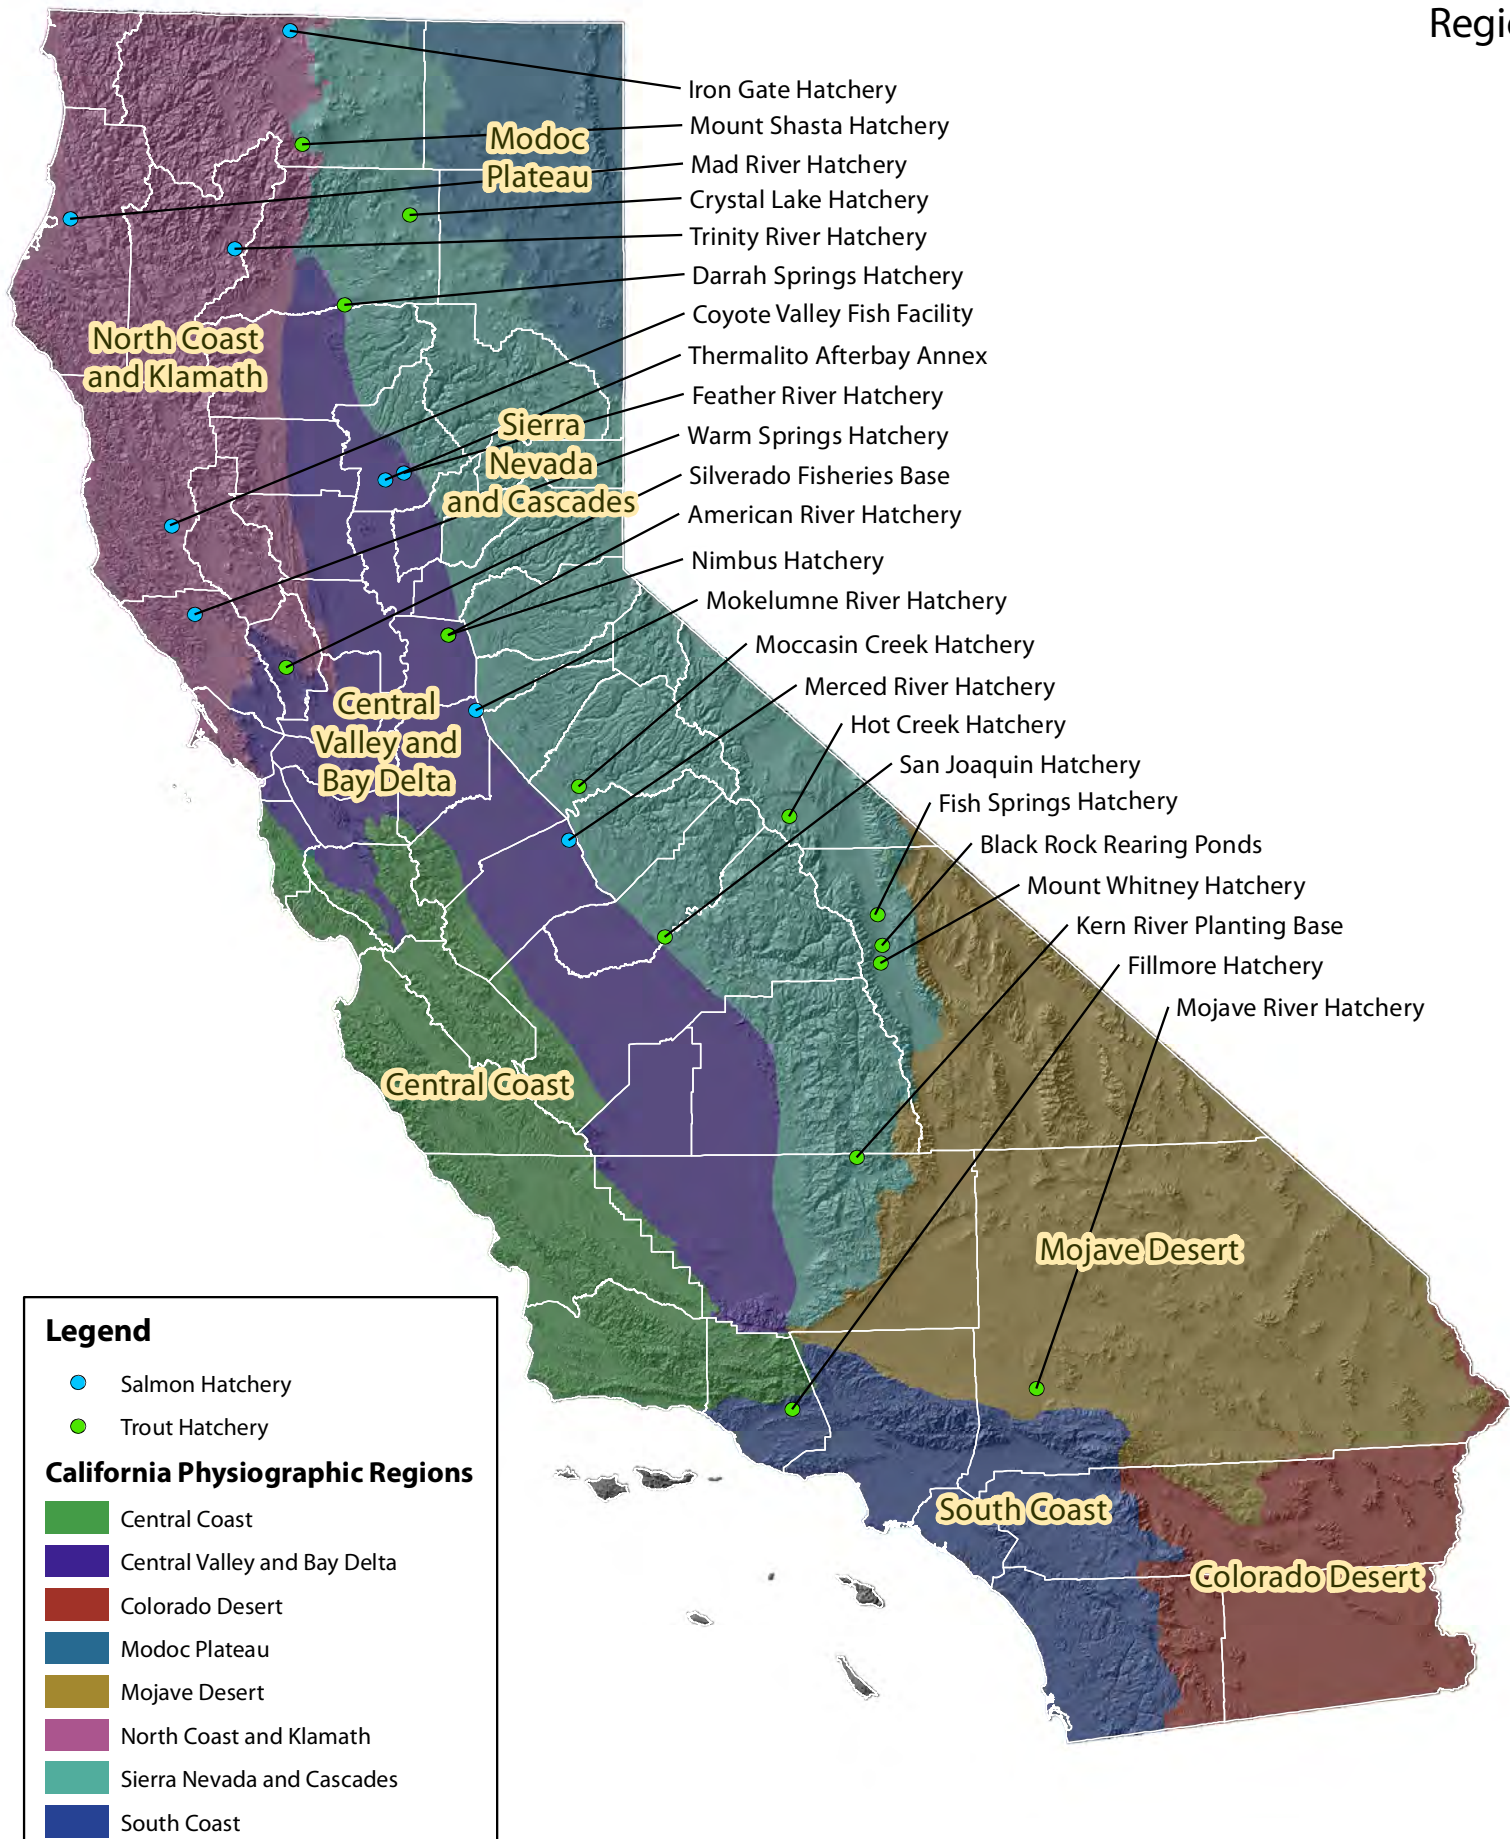 Regi
Iron Gate Hatchery
Mount Shasta Hatchery
Modoc
Plateau
Mad River Hatchery
Crystal Lake Hatchery
Trinity River Hatchery
Darrah Springs Hatchery
Coyote Valley Fish Facility
North Coast
and Klamath
Thermalito Afterbay Annex
Feather River Hatchery
Sierra
Nevada
and Cascades
Warm Springs Hatchery
Silverado Fisheries Base
American River Hatchery
Nimbus Hatchery
Mokelumne River Hatchery
Moccasin Creek Hatchery
Merced River Hatchery
Central
Valley and
Bay Delta
Hot Creek Hatchery
San Joaquin Hatchery
Fish Springs Hatchery
Black Rock Rearing Ponds
Mount Whitney Hatchery
Kern River Planting Base
Fillmore Hatchery
Mojave River Hatchery
Central Coast
Mojave Desert
South Coast
Colorado Desert
Legend
Salmon Hatchery
Trout Hatchery
California Physiographic Regions
Central Coast
Central Valley and Bay Delta
Colorado Desert
Modoc Plateau
Mojave Desert
North Coast and Klamath
Sierra Nevada and Cascades
South Coast